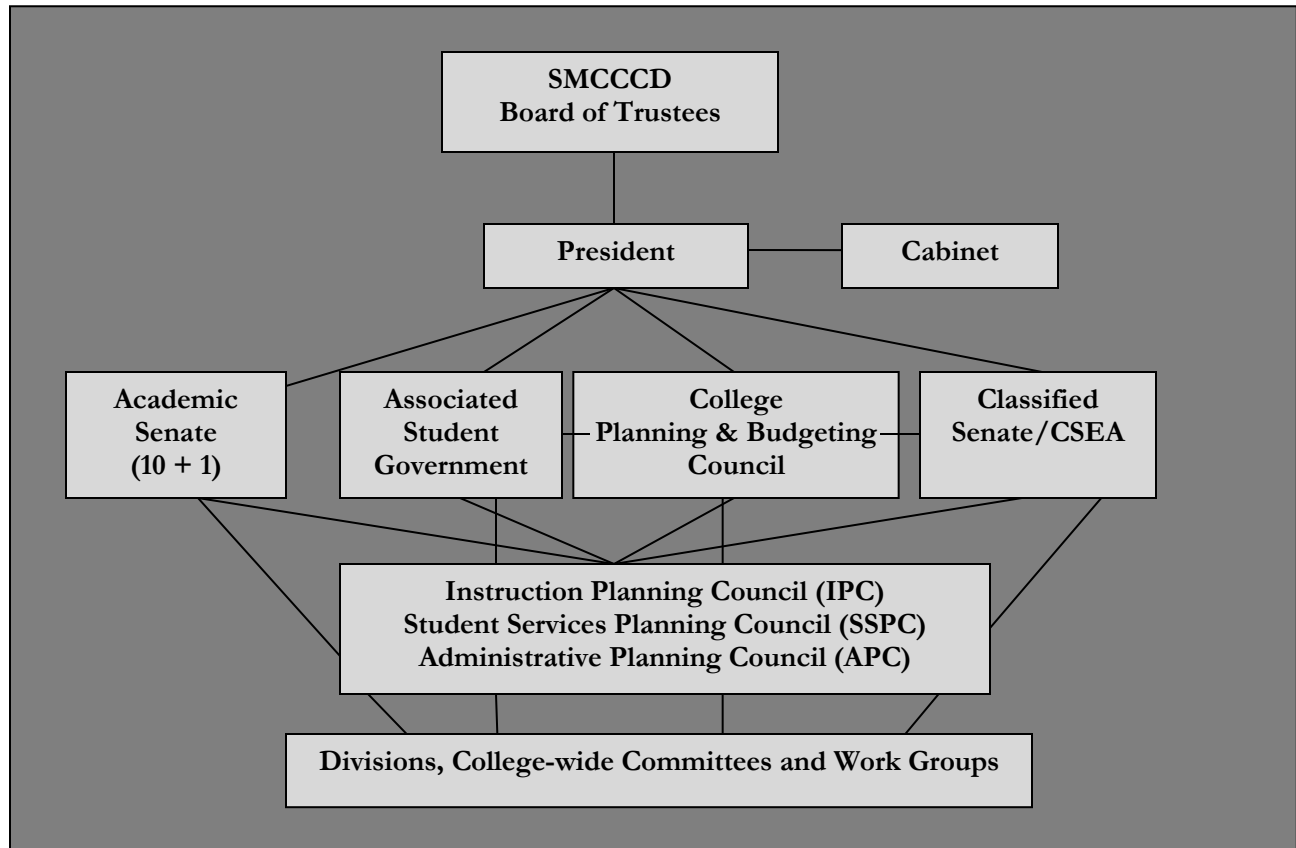 SMCCCD
Board of Trustees
President
Cabinet
Academic
Senate
(10 + 1)
Associated
Student
Government
College
Planning & Budgeting
Council
Classified
Senate/CSEA
Instruction Planning Council (IPC)
Student Services Planning Council (SSPC)
Administrative Planning Council (APC)
Divisions, College-wide Committees and Work Groups